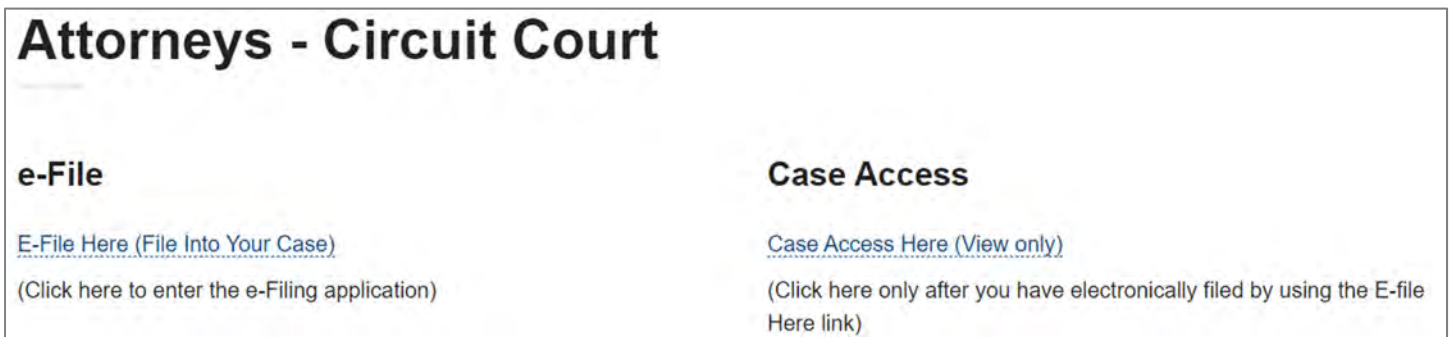 Attorneys - Circuit Court
e-File
E-File Here (File Into Your Case)
(Click here to enter the e-Filing application)
Case Access
Case Access Here (View only)
(Click here only after you have electronically filed by using the E-file
Here link)